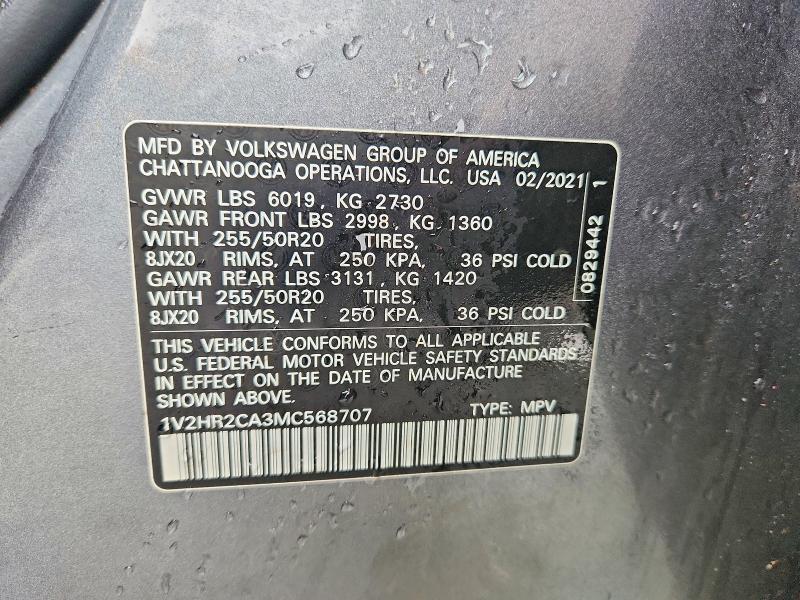 MFD BY VOLKSWAGEN GROUP OF AMERICA
CHATTANOOGA OPERATIONS, LLC. USA 02/2021
GVWR LBS 6019, KG 2730
GAWR FRONT LBS 2998, KG 1360
WITH 255/50R20 TIRES,
8JX20 RIMS, AT 250 KPA, 36 PSI COLD
GAWR REAR LBS 3131, KG 1420
WITH 255/50R20 TIRES,
8JX20 RIMS, AT 250 KPA, 36 PSI COLD
0829442 1
THIS VEHICLE CONFORMS TO ALL APPLICABLE
U.S. FEDERAL MOTOR VEHICLE SAFETY STANDARDS
IN EFFECT ON THE DATE OF MANUFACTURE
SHOWN ABOVE.
1V2HR2CA3MC568707 TYPE: MPV